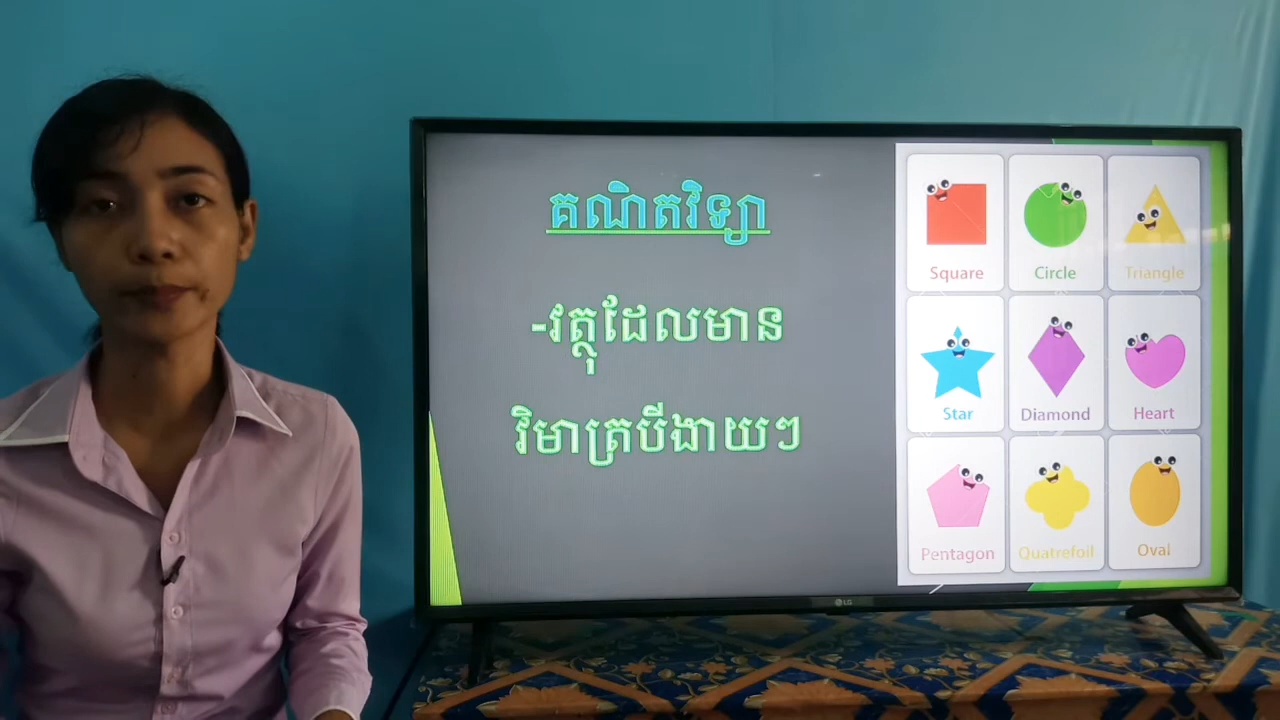 គណិតវិទ្យា
-វត្ថុដែលមាន
វិមាត្របីងាយៗ
Square Circle Triangle
Star Diamond Heart
Pentagon Quatrefoil Oval
LG